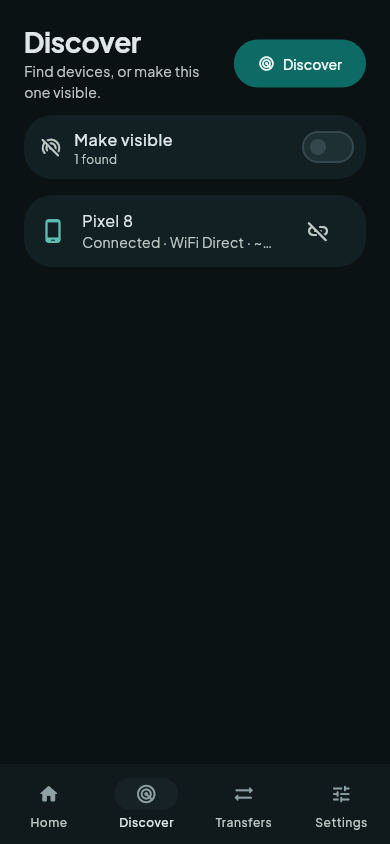 Discover
Find devices, or make this
one visible.
Discover
Make visible
1 found
Pixel 8
Connected · WiFi Direct · ~…
Home
Discover
Transfers
Settings